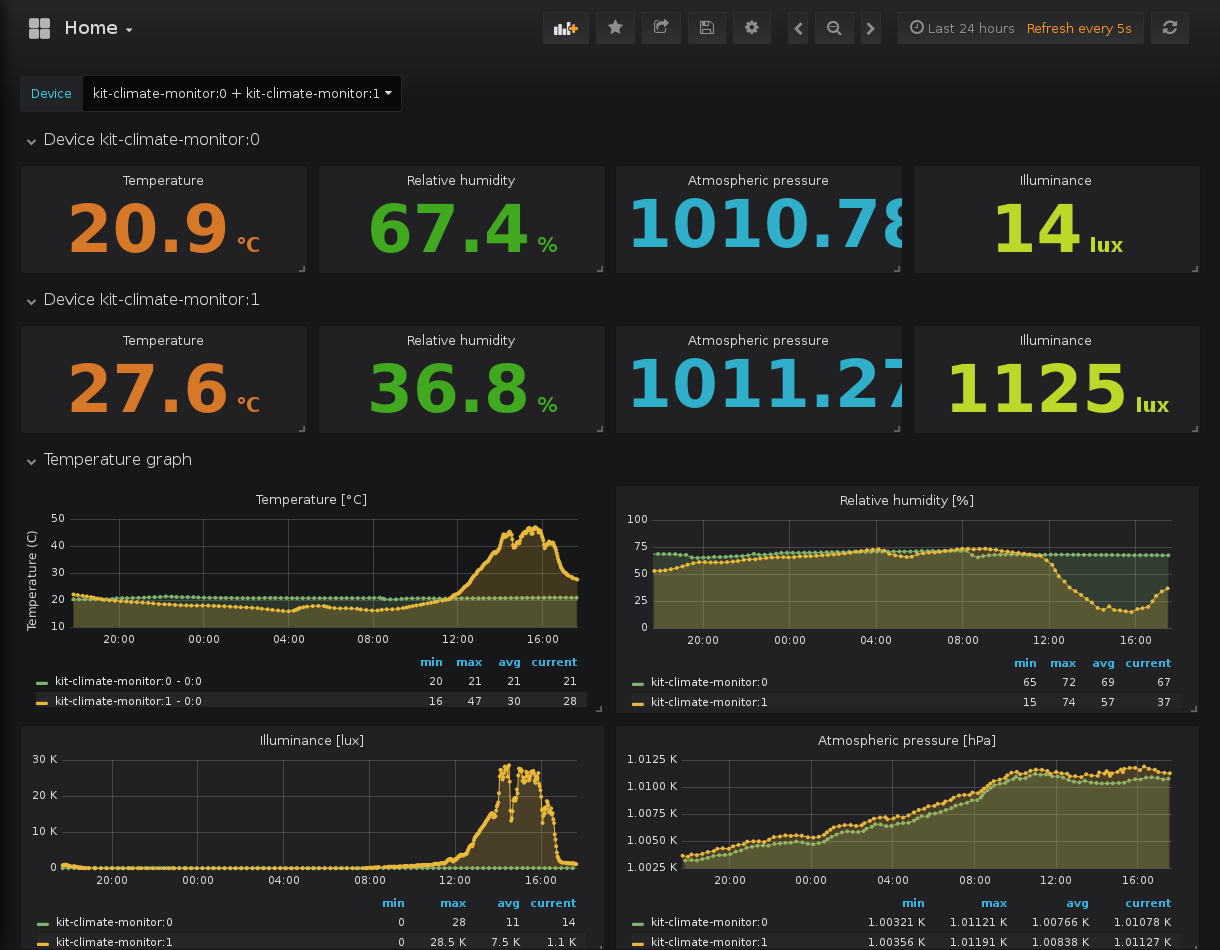 Home
Last 24 hours Refresh every 5s
Device kit-climate-monitor:0 + kit-climate-monitor:1
Device kit-climate-monitor:0
Temperature Relative humidity Atmospheric pressure Illuminance
20.9 °C 67.4 % 1010.78 14 lux
Device kit-climate-monitor:1
Temperature Relative humidity Atmospheric pressure Illuminance
27.6 °C 36.8 % 1011.27 1125 lux
Temperature graph
Temperature [°C]
Temperature (C)
50
40
30
20
10
20:00 00:00 04:00 08:00 12:00 16:00
min max avg current
kit-climate-monitor:0 - 0:0 20 21 21 21
kit-climate-monitor:1 - 0:0 16 47 30 28
Relative humidity [%]
100
75
50
25
0
20:00 00:00 04:00 08:00 12:00 16:00
min max avg current
kit-climate-monitor:0 65 72 69 67
kit-climate-monitor:1 15 74 57 37
Illuminance [lux]
30 K
20 K
10 K
0
20:00 00:00 04:00 08:00 12:00 16:00
min max avg current
kit-climate-monitor:0 0 28 11 14
kit-climate-monitor:1 0 28.5 K 7.5 K 1.1 K
Atmospheric pressure [hPa]
1.0125 K
1.0100 K
1.0075 K
1.0050 K
1.0025 K
20:00 00:00 04:00 08:00 12:00 16:00
min max avg current
kit-climate-monitor:0 1.00321 K 1.01121 K 1.00766 K 1.01078 K
kit-climate-monitor:1 1.00356 K 1.01191 K 1.00838 K 1.01127 K